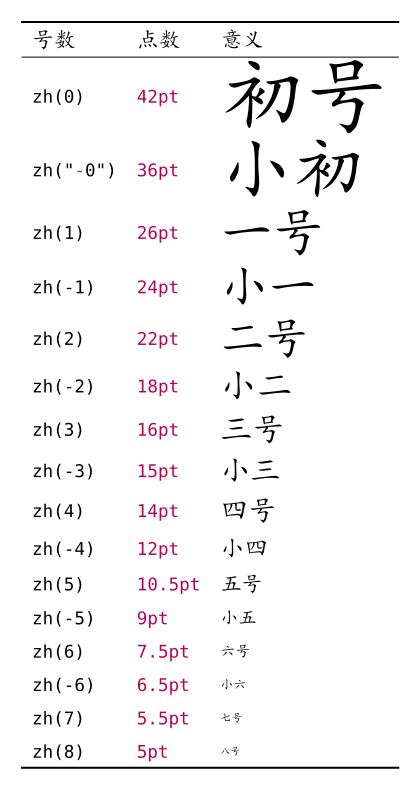 号数 点数 意义
zh(0) 42pt 初号
zh("-0") 36pt 小初
zh(1) 26pt 一号
zh(-1) 24pt 小一
zh(2) 22pt 二号
zh(-2) 18pt 小二
zh(3) 16pt 三号
zh(-3) 15pt 小三
zh(4) 14pt 四号
zh(-4) 12pt 小四
zh(5) 10.5pt 五号
zh(-5) 9pt 小五
zh(6) 7.5pt 六号
zh(-6) 6.5pt 小六
zh(7) 5.5pt 七号
zh(8) 5pt 八号